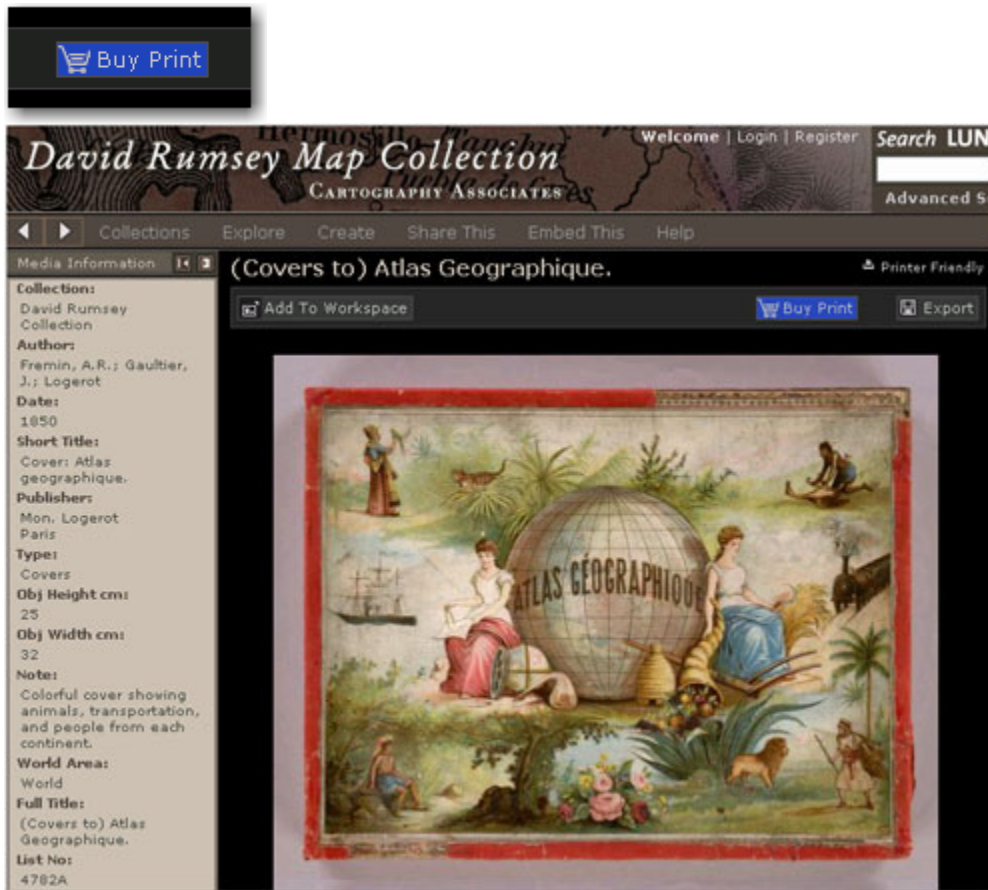 Buy Print
David Rumsey Map Collection
CARTOGRAPHY ASSOCIATES
Welcome | Login | Register
Search LUN
Advanced S
Collections Explore Create Share This Embed This Help
Media Information
(Covers to) Atlas Geographique.
Printer Friendly
Add To Workspace
Buy Print
Export
Collection:
David Rumsey
Collection
Author:
Fremin, A.R.; Gaultier,
J.; Logerot
Date:
1850
Short Title:
Cover: Atlas
geographique.
Publisher:
Mon. Logerot
Paris
Type:
Covers
Obj Height cm:
25
Obj Width cm:
32
Note:
Colorful cover showing
animals, transportation,
and people from each
continent.
World Area:
World
Full Title:
(Covers to) Atlas
Geographique.
List No:
4782A
ATLAS GÉOGRAPHIQUE